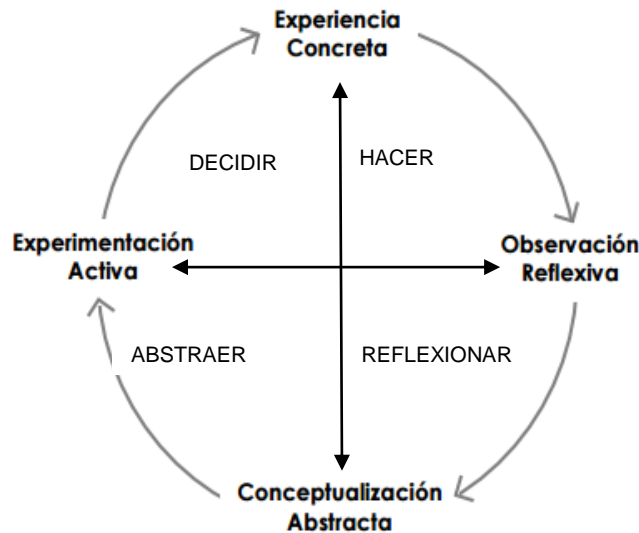 Experiencia
Concreta
DECIDIR
HACER
Experimentación
Activa
Observación
Reflexiva
ABSTRAER
REFLEXIONAR
Conceptualización
Abstracta